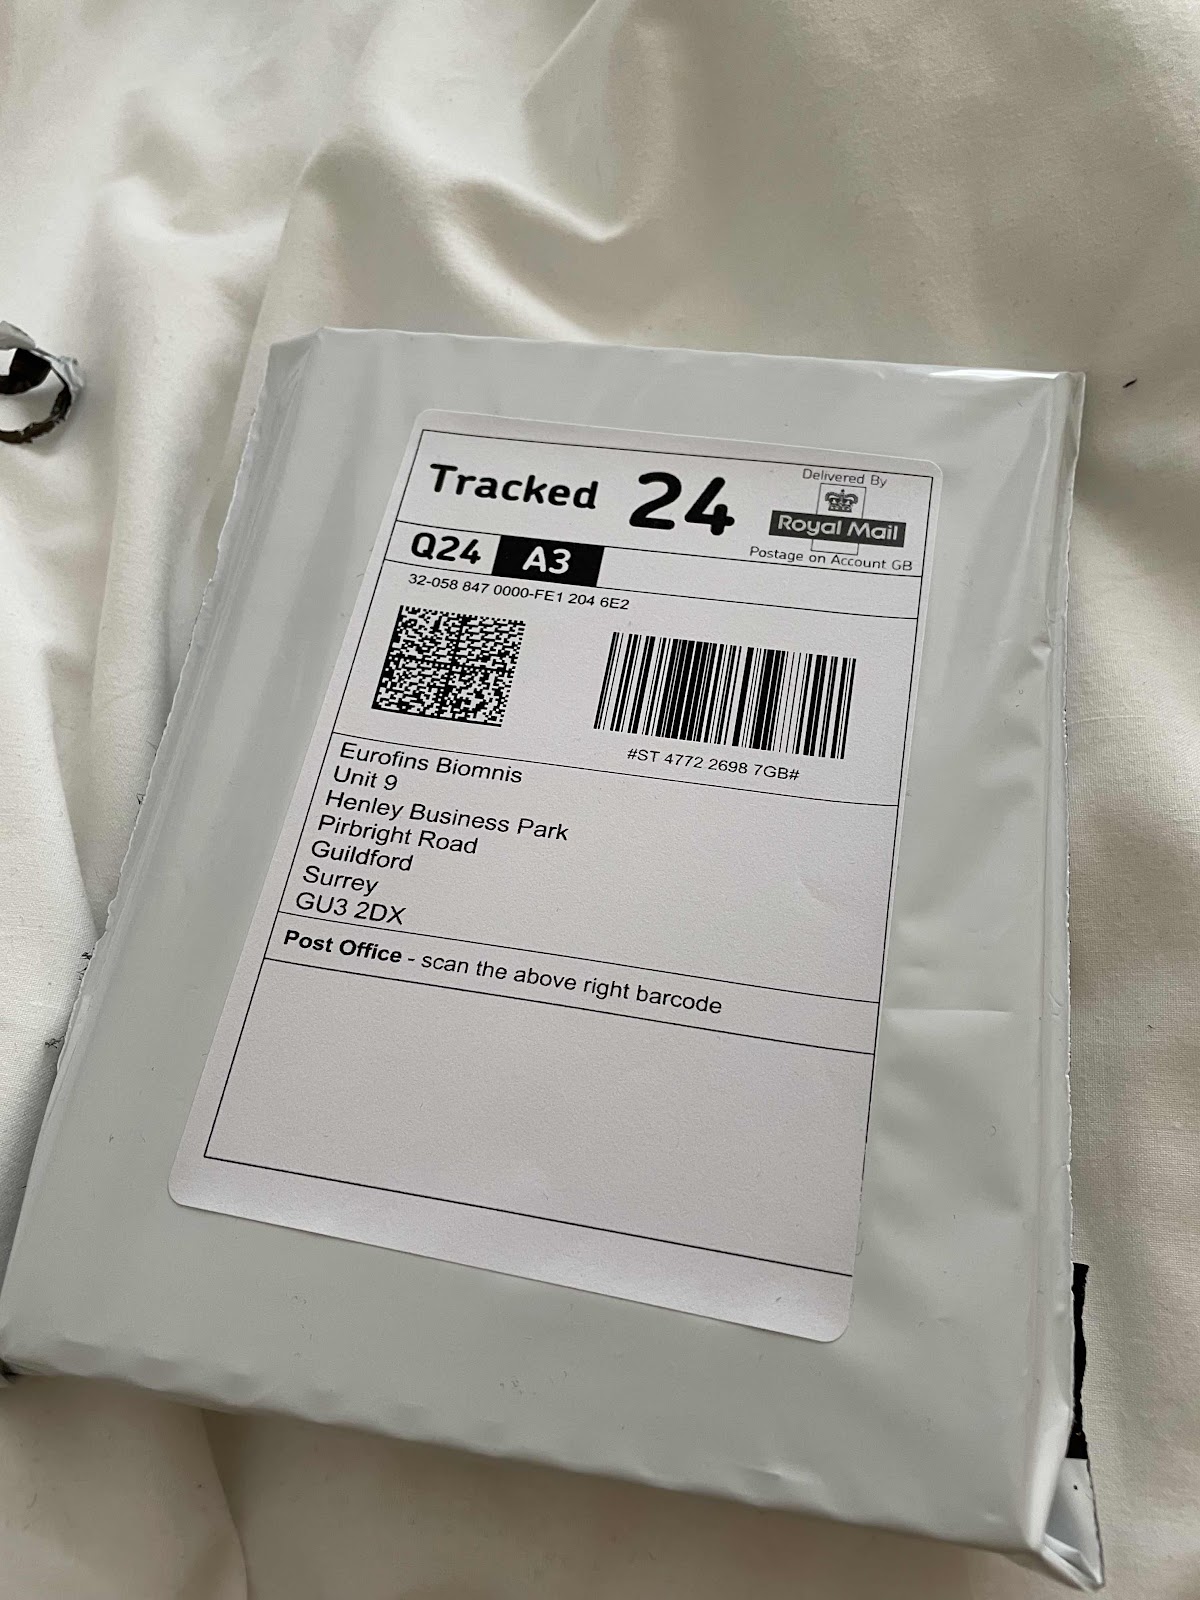 Tracked 24
Delivered By
Royal Mail
Postage on Account GB
Q24 A3
32-058 847 0000-FE1 204 6E2
#ST 4772 2698 7GB#
Eurofins Biomnis
Unit 9
Henley Business Park
Pirbright Road
Guildford
Surrey
GU3 2DX
Post Office - scan the above right barcode